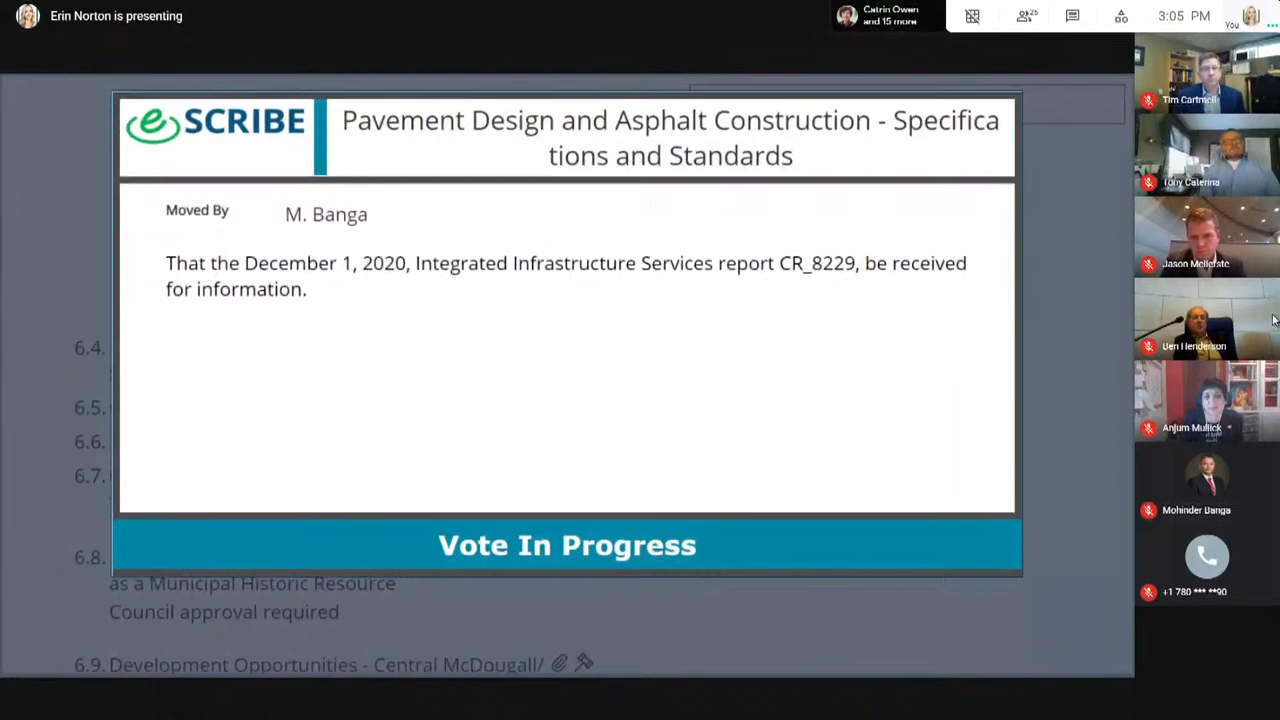 Erin Norton is presenting
Catrin Owen
and 15 more
25
3:05 PM
You
eSCRIBE
Pavement Design and Asphalt Construction - Specifica
tions and Standards
Moved By
M. Banga
That the December 1, 2020, Integrated Infrastructure Services report CR_8229, be received
for information.
6.4.
6.5.
6.6.
6.7.
6.8.
Vote In Progress
as a Municipal Historic Resource
Council approval required
6.9. Development Opportunities - Central McDougall/
Tim Cartmell
Tony Caterina
Jason Meliefste
Ben Henderson
Anjum Mullick
Mohinder Banga
+1 780 *** **90